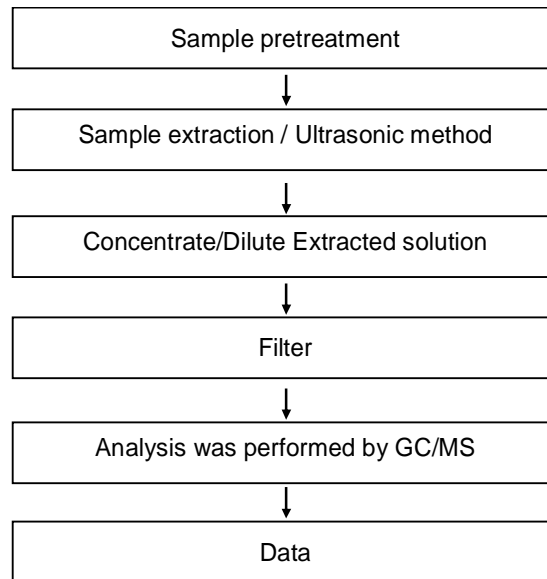 Sample pretreatment
Sample extraction / Ultrasonic method
Concentrate/Dilute Extracted solution
Filter
Analysis was performed by GC/MS
Data